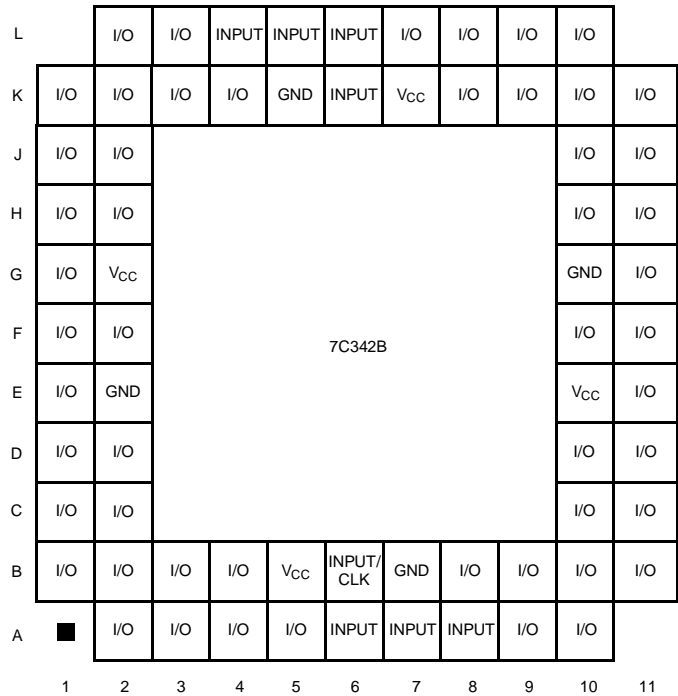 L I/O I/O INPUT INPUT INPUT I/O I/O I/O I/O
K I/O I/O I/O I/O GND INPUT VCC I/O I/O I/O I/O
J I/O I/O I/O I/O
H I/O I/O I/O I/O
G I/O VCC GND I/O
F I/O I/O 7C342B I/O I/O
E I/O GND VCC I/O
D I/O I/O I/O I/O
C I/O I/O I/O I/O
B I/O I/O I/O I/O VCC INPUT/ CLK GND I/O I/O I/O I/O
A I/O I/O I/O I/O INPUT INPUT INPUT I/O I/O
1 2 3 4 5 6 7 8 9 10 11